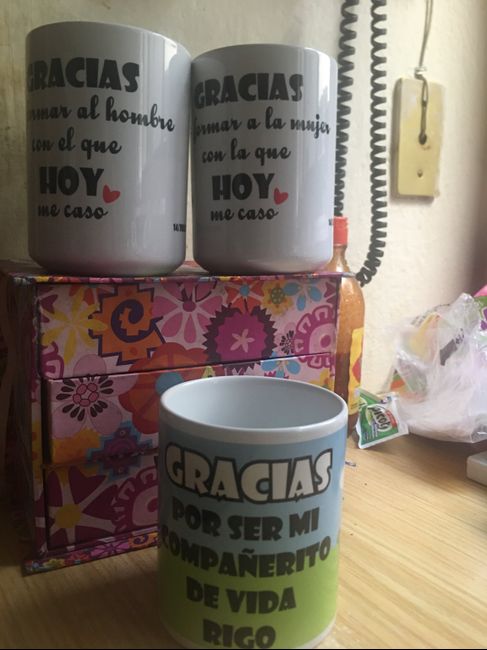 GRACIAS
formar al hombre
con el que
HOY
me caso
GRACIAS
formar a la mujer
con la que
HOY
me caso
GRACIAS
POR SER MI
COMPAÑERITO
DE VIDA
RIGO